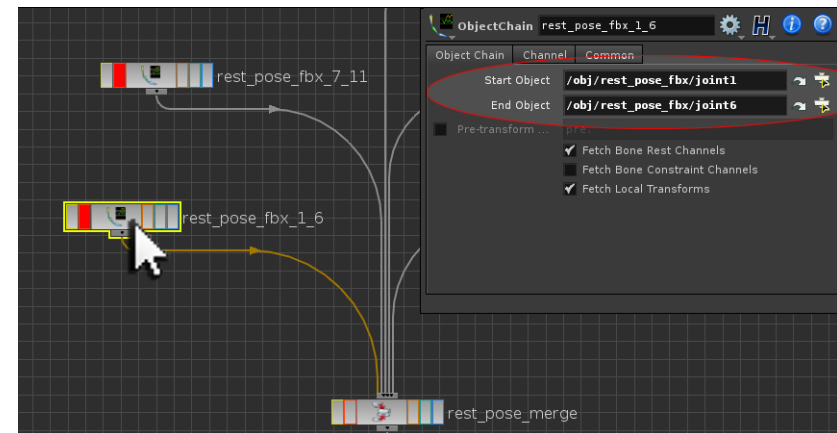 ObjectChain rest_pose_fbx_1_6
Object Chain Channel Common
Start Object /obj/rest_pose_fbx/joint1
End Object /obj/rest_pose_fbx/joint6
Pre-transform ... pre
Fetch Bone Rest Channels
Fetch Bone Constraint Channels
Fetch Local Transforms
rest_pose_fbx_7_11
rest_pose_fbx_1_6
rest_pose_merge